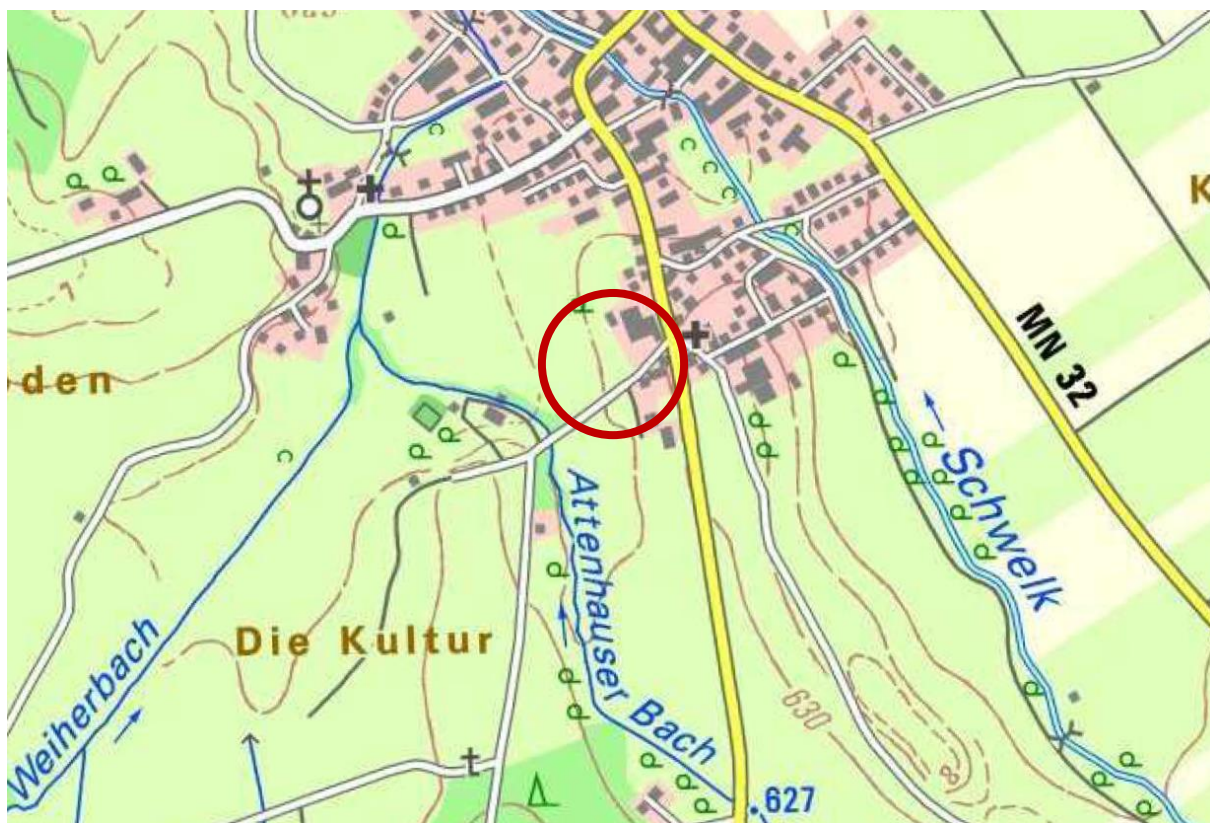 den
MN 32
Schwelk
Attenhauser Bach
Die Kultur
Weiherbach
630
627